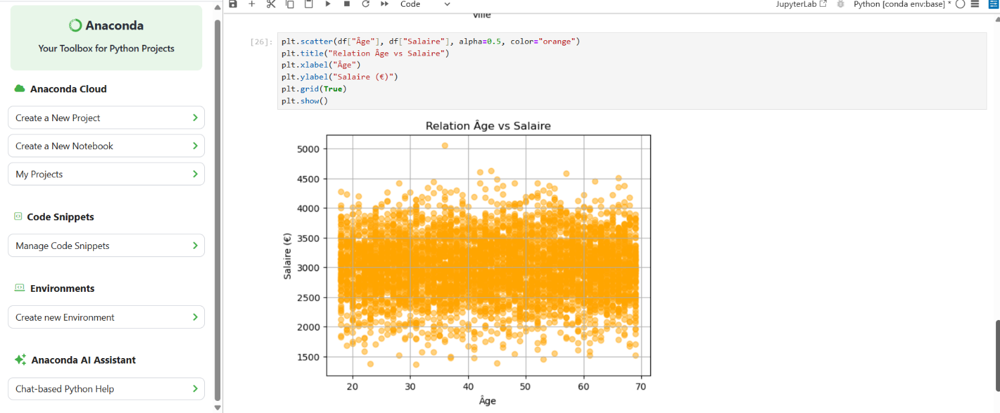 Anaconda
Your Toolbox for Python Projects
Anaconda Cloud
Create a New Project
Create a New Notebook
My Projects
Code Snippets
Manage Code Snippets
Environments
Create new Environment
Anaconda AI Assistant
Chat-based Python Help
Code
JupyterLab
Python [conda env:base] *
ville
[26]:
plt.scatter(df["Âge"], df["Salaire"], alpha=0.5, color="orange")
plt.title("Relation Âge vs Salaire")
plt.xlabel("Âge")
plt.ylabel("Salaire (€)")
plt.grid(True)
plt.show()
Relation Âge vs Salaire
Salaire (€)
5000
4500
4000
3500
3000
2500
2000
1500
20 30 40 50 60 70
Âge